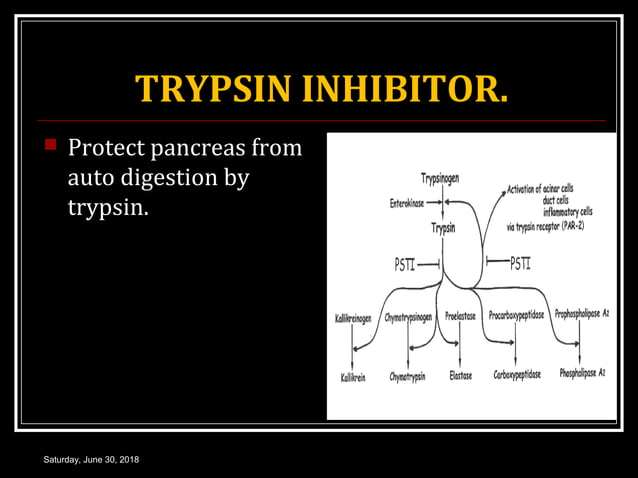 TRYPSIN INHIBITOR.
Protect pancreas from
auto digestion by
trypsin.
Trypsinogen
Enterokinase
Trypsin
Activation of acinar cells
duct cells
inflammatory cells
via trypsin receptor (PAR-2)
PSTI
PSTI
Kallikreinogen Chymotrypsinogen Proelastase Procarboxypeptidase Prophospholipase A2
Kallikrein Chymotrypsin Elastase Carboxypeptidase Phospholipase A2
Saturday, June 30, 2018